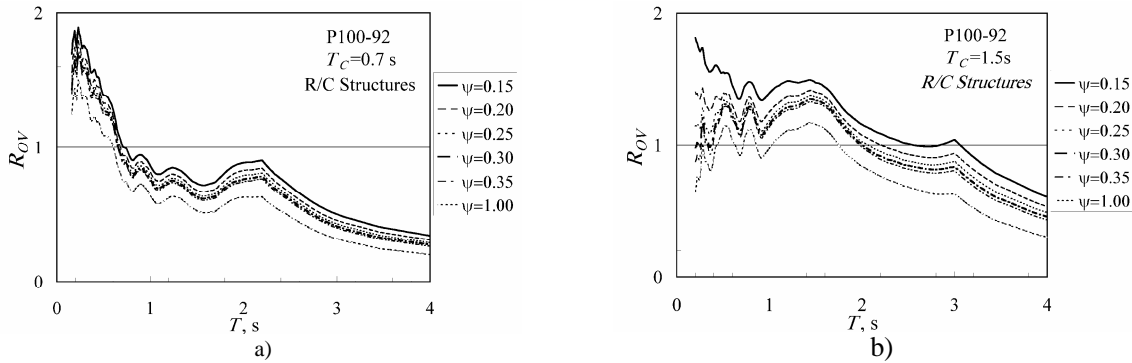 2
P100-92
T_C=0.7 s
R/C Structures
R_OV
1
0
0
1
2
3
4
T, s
ψ=0.15
ψ=0.20
ψ=0.25
ψ=0.30
ψ=0.35
ψ=1.00
a)
2
P100-92
T_C=1.5s
R/C Structures
R_OV
1
0
0
1
2
3
4
T, s
ψ=0.15
ψ=0.20
ψ=0.25
ψ=0.30
ψ=0.35
ψ=1.00
b)